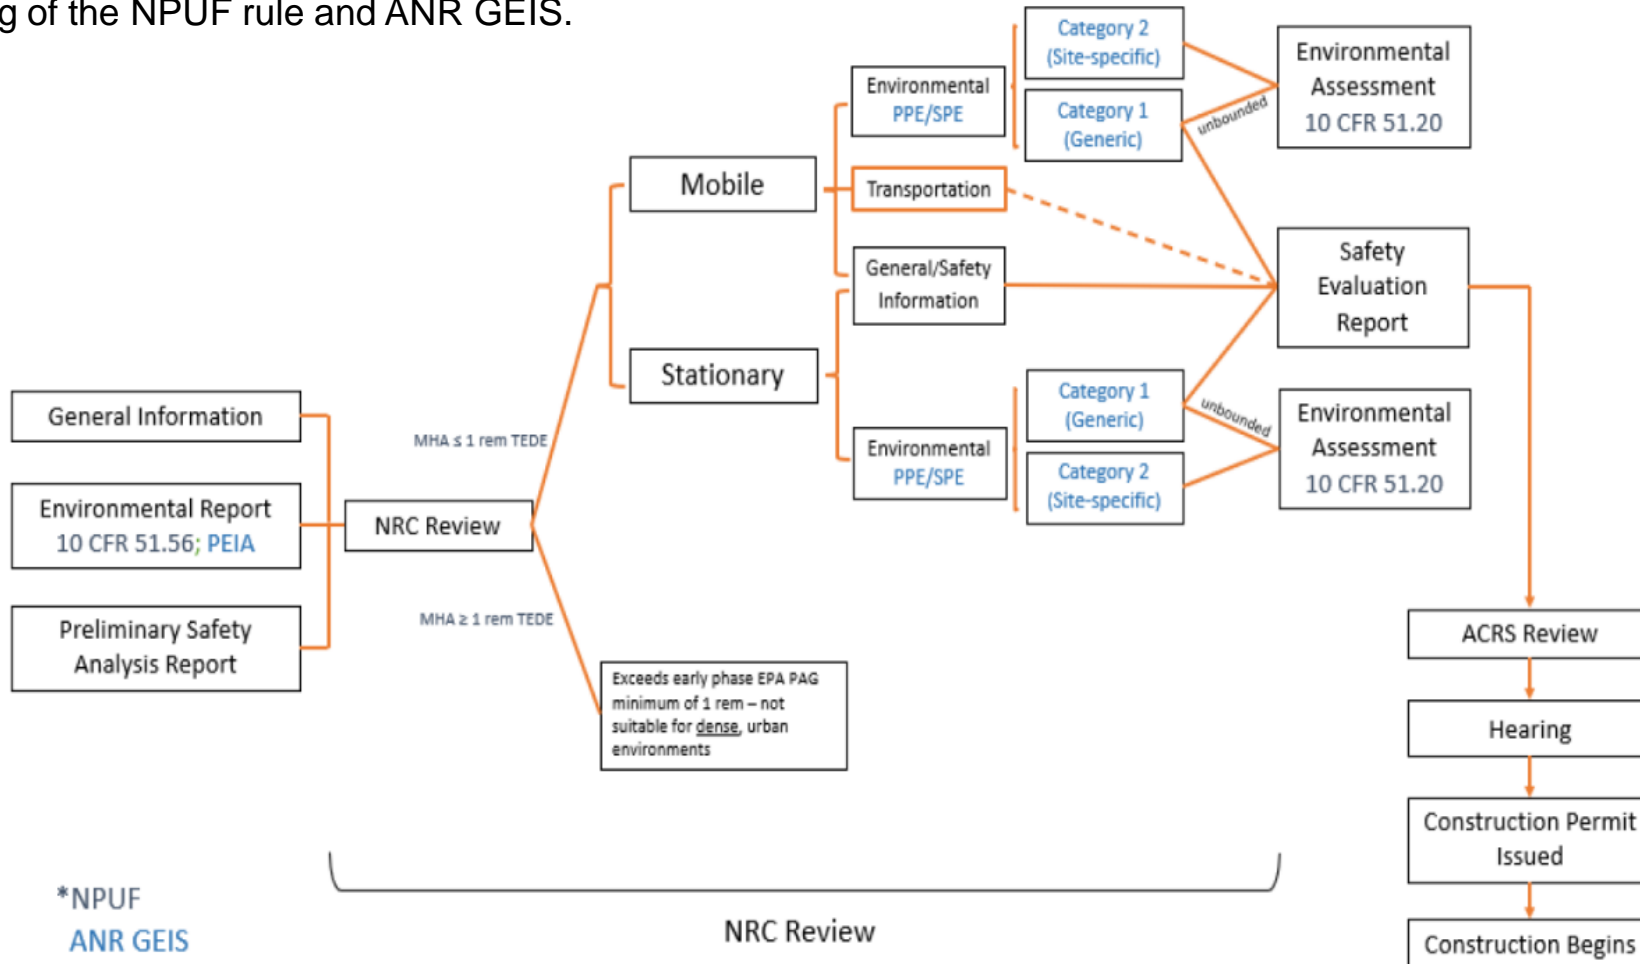 g of the NPUF rule and ANR GEIS.
Category 2
(Site-specific)
Environmental
Assessment
10 CFR 51.20
Environmental
PPE/SPE
Category 1
(Generic)
unbounded
Mobile
Transportation
General/Safety
Information
Safety
Evaluation
Report
Stationary
Category 1
(Generic)
unbounded
Environmental
Assessment
10 CFR 51.20
Environmental
PPE/SPE
Category 2
(Site-specific)
General Information
MHA ≤ 1 rem TEDE
Environmental Report
10 CFR 51.56; PEIA
NRC Review
MHA ≥ 1 rem TEDE
Preliminary Safety
Analysis Report
Exceeds early phase EPA PAG
minimum of 1 rem – not
suitable for dense, urban
environments
ACRS Review
Hearing
Construction Permit
Issued
Construction Begins
*NPUF
ANR GEIS
NRC Review